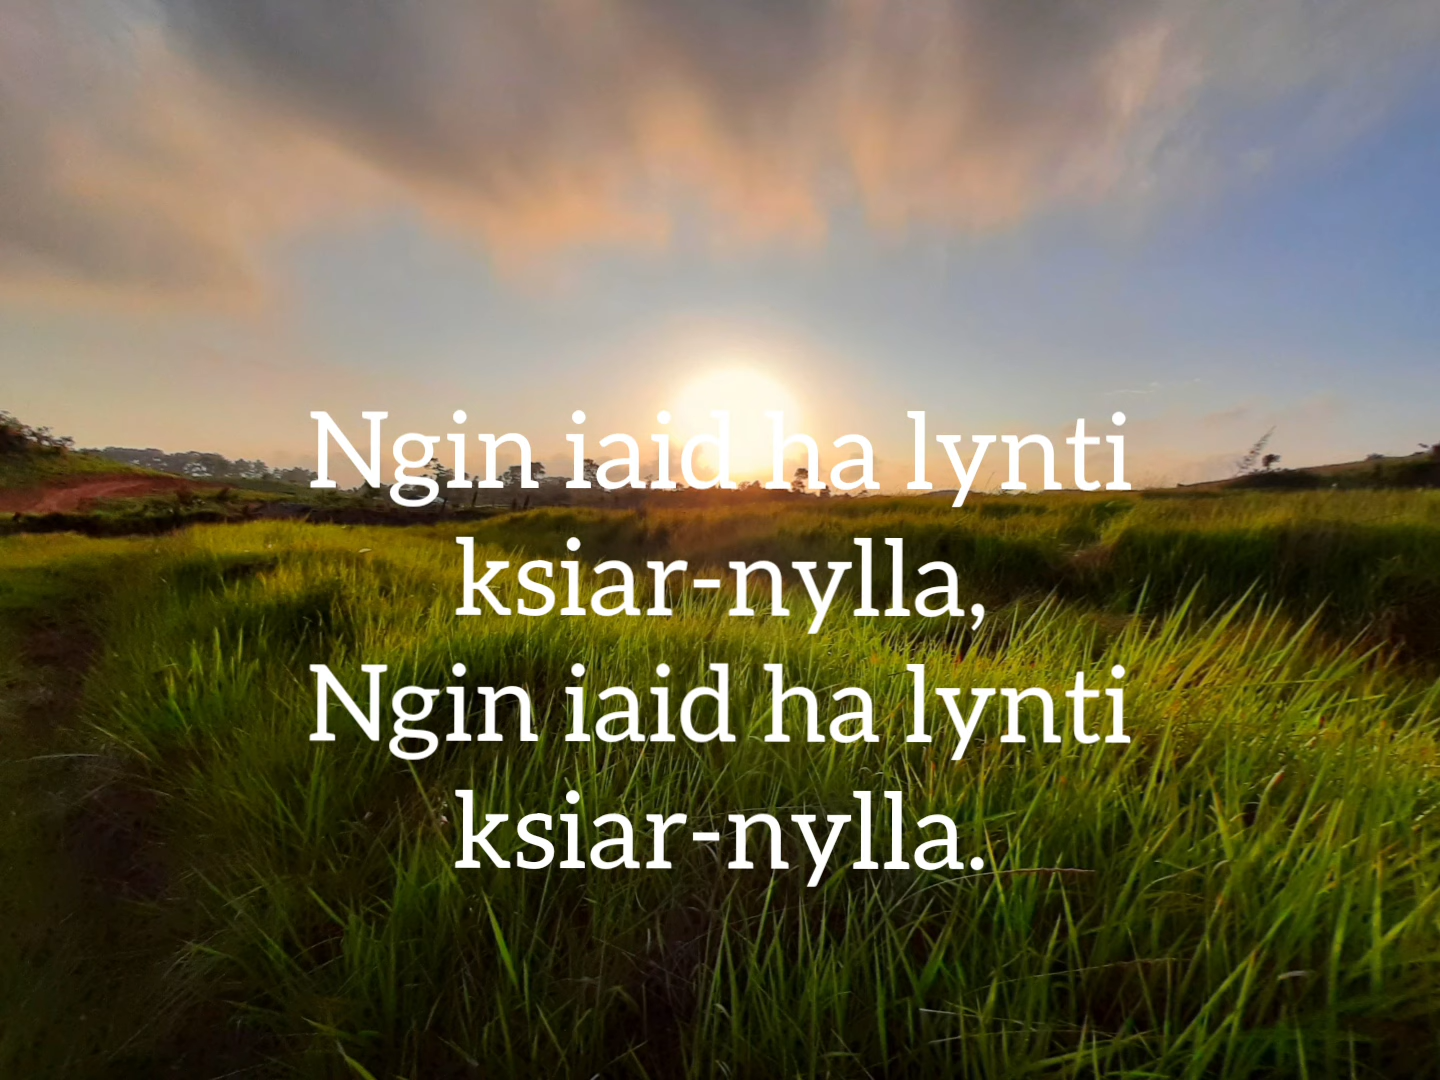 Ngin iaid ha lynti
ksiar-nylla,
Ngin iaid ha lynti
ksiar-nylla.